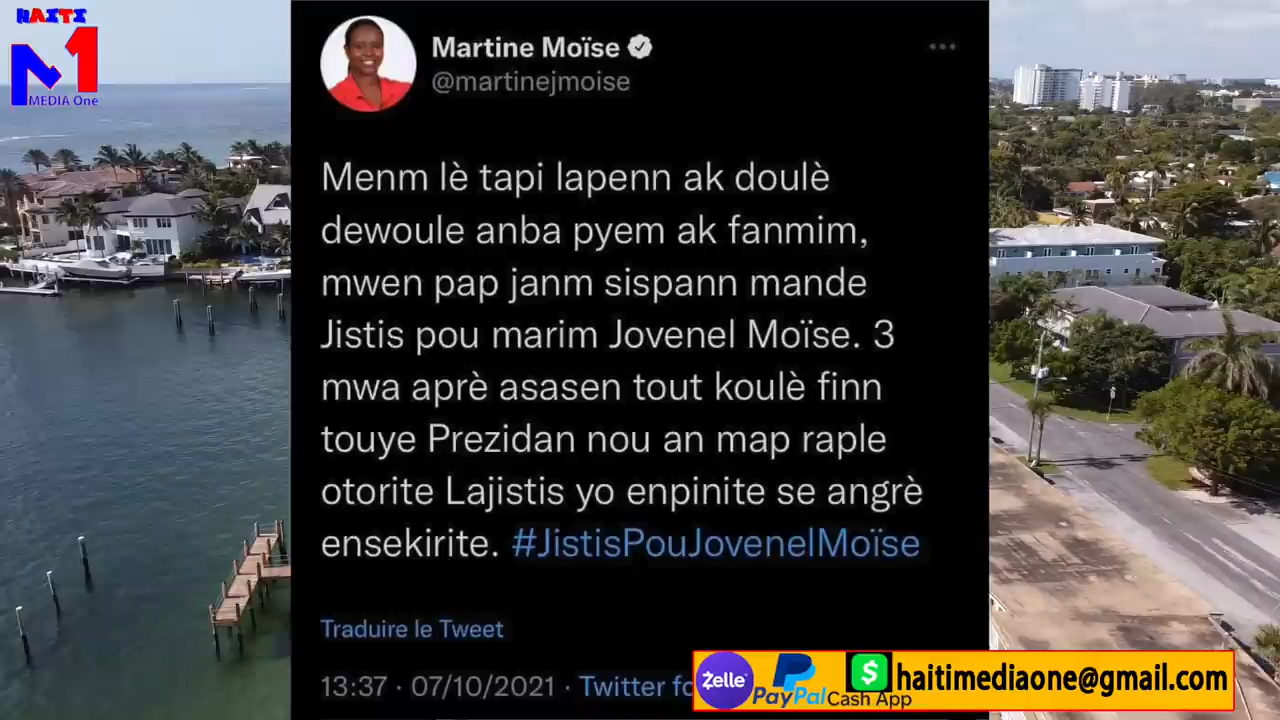 HAITI
M1
MEDIA One
Martine Moïse
@martinejmoise
Menm lè tapi lapenn ak doulè
dewoule anba pyem ak fanmim,
mwen pap janm sispann mande
Jistis pou marim Jovenel Moïse. 3
mwa aprè asasen tout koulè finn
touye Prezidan nou an map raple
otorite Lajistis yo enpinite se angrè
ensekirite. #JistisPouJovenelMoïse
Traduire le Tweet
13:37 · 07/10/2021 · Twitter
Zelle PayPal $ Cash App haitimediaone@gmail.com